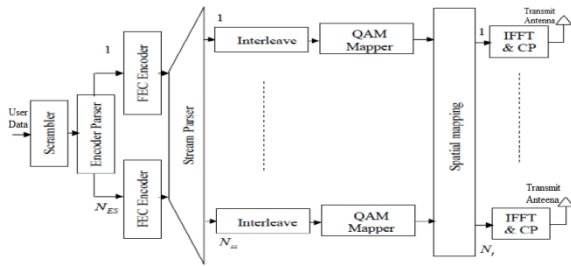 User
Data
Scrambler
Encoder Parser
1
N_ES
FEC Encoder
FEC Encoder
Stream Parser
1
Interleave
QAM
Mapper
N_ss
Interleave
QAM
Mapper
Spatial mapping
1
IFFT
& CP
Transmit
Antenna
N_t
IFFT
& CP
Transmit
Anteena